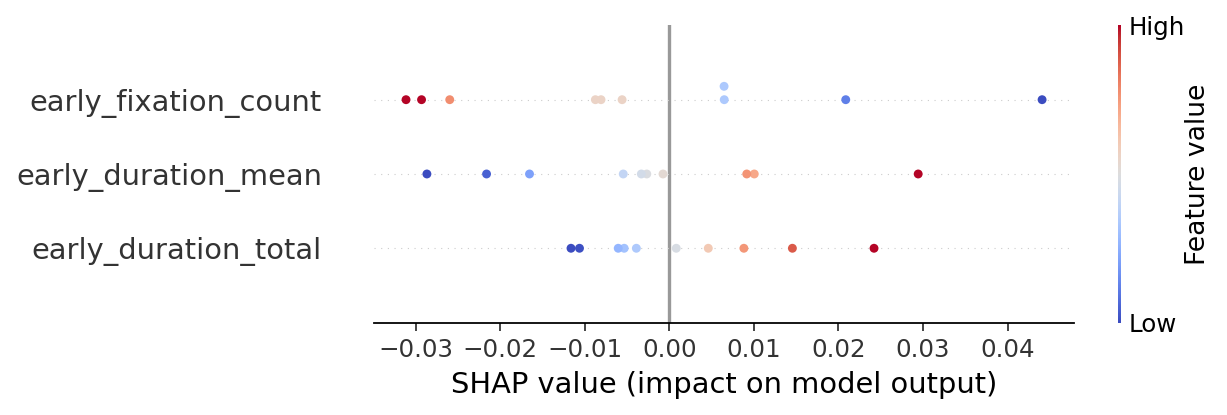 early_fixation_count
early_duration_mean
early_duration_total
−0.03 −0.02 −0.01 0.00 0.01 0.02 0.03 0.04
SHAP value (impact on model output)
High
Low
Feature value